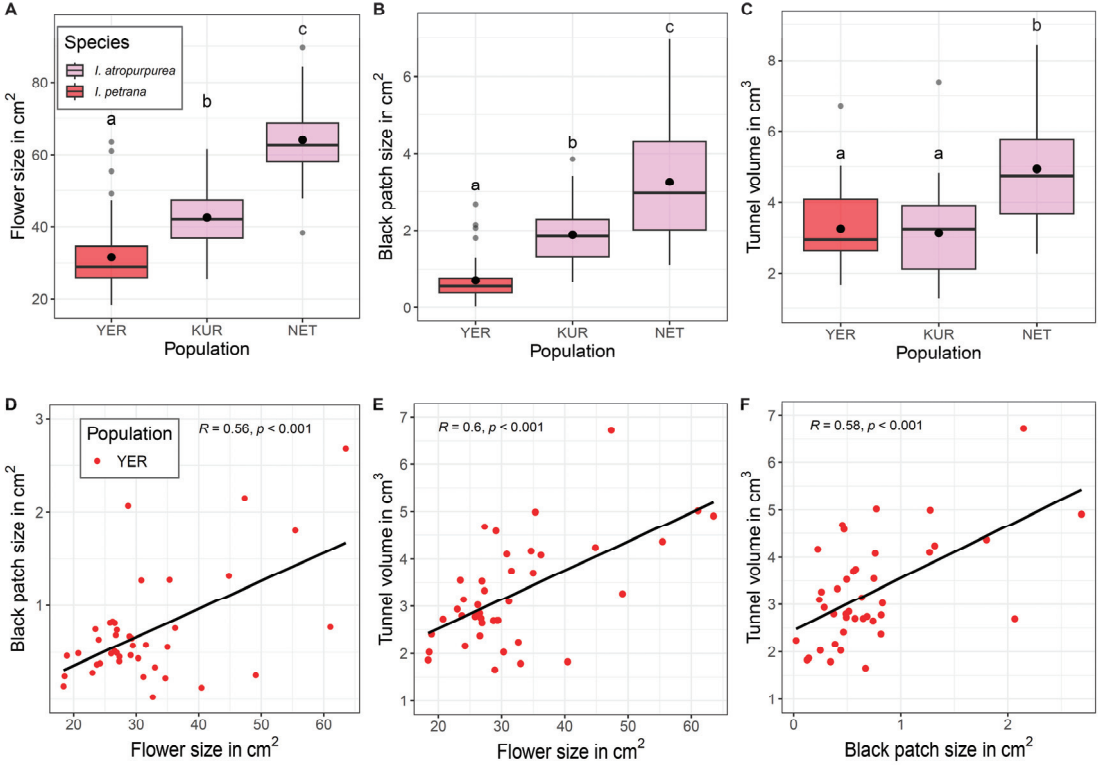 A
Species
I. atropurpurea
I. petrana
a
b
c
Flower size in cm²
80
60
40
20
YER
KUR
NET
Population
B
a
b
c
Black patch size in cm²
6
4
2
0
YER
KUR
NET
Population
C
a
a
b
Tunnel volume in cm³
8
6
4
2
YER
KUR
NET
Population
D
Population
YER
R = 0.56, p < 0.001
Black patch size in cm²
3
2
1
20
30
40
50
60
Flower size in cm²
E
R = 0.6, p < 0.001
Tunnel volume in cm³
7
6
5
4
3
2
1
20
30
40
50
60
Flower size in cm²
F
R = 0.58, p < 0.001
Tunnel volume in cm³
7
6
5
4
3
2
1
0
1
2
Black patch size in cm²